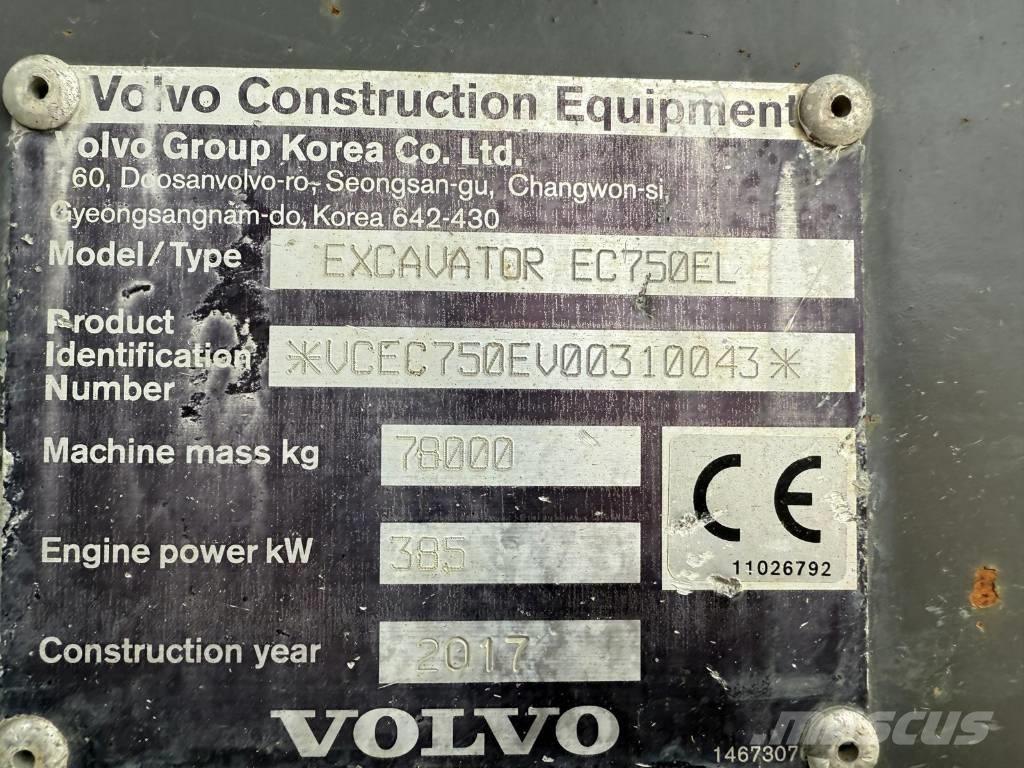 Volvo Construction Equipment
Volvo Group Korea Co. Ltd.
60, Doosanvolvo-ro, Seongsan-gu, Changwon-si,
Gyeongsangnam-do, Korea 642-430
Model/Type EXCAVATOR EC750EL
Product
Identification *VCEC750EV00310043*
Number
Machine mass kg 78000
CE
Engine power kW 385
11026792
Construction year 2017
VOLVO
MASCUS